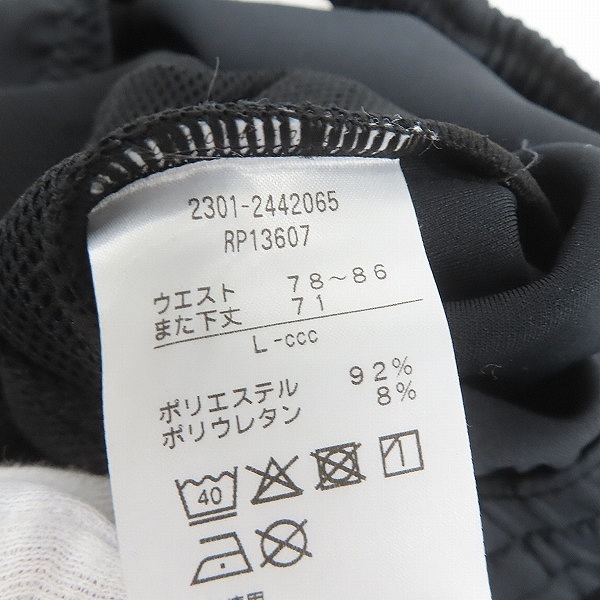 2301-2442065
RP13607
ウエスト 78～86
また下丈 71
L-ccc
ポリエステル 92%
ポリウレタン 8%
40